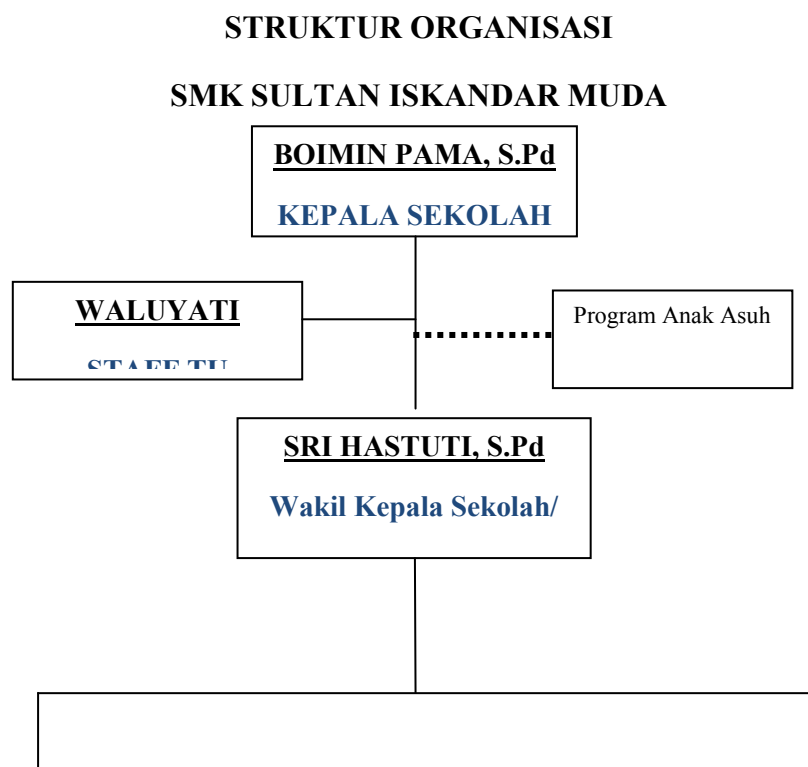 STRUKTUR ORGANISASI
SMK SULTAN ISKANDAR MUDA
BOIMIN PAMA, S.Pd
KEPALA SEKOLAH
WALUYATI
Program Anak Asuh
SRI HASTUTI, S.Pd
Wakil Kepala Sekolah/